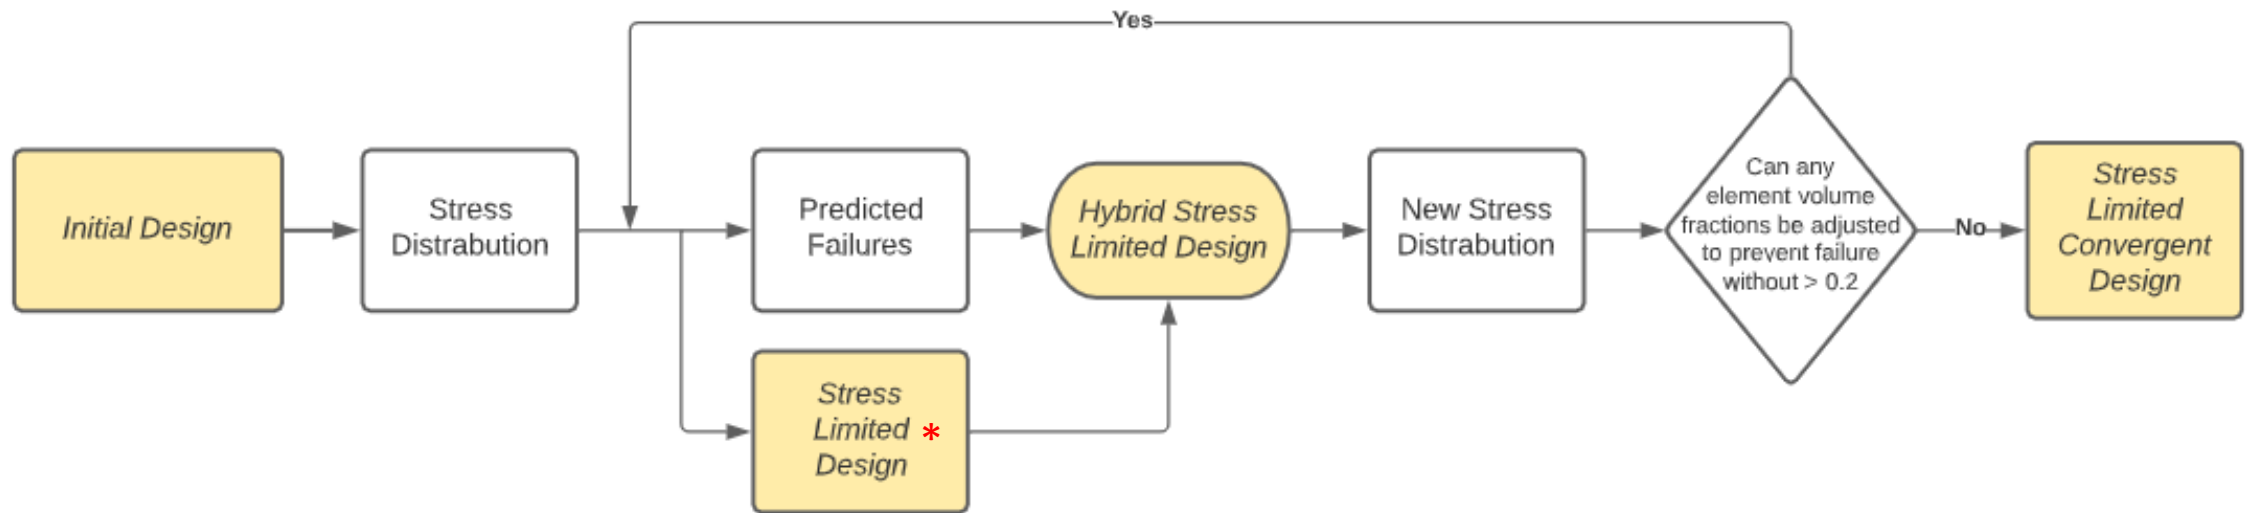 Yes
Initial Design
Stress
Distrabution
Predicted
Failures
Hybrid Stress
Limited Design
New Stress
Distrabution
Can any
element volume
fractions be adjusted
to prevent failure
without > 0.2
No
Stress
Limited
Convergent
Design
Stress
Limited *
Design